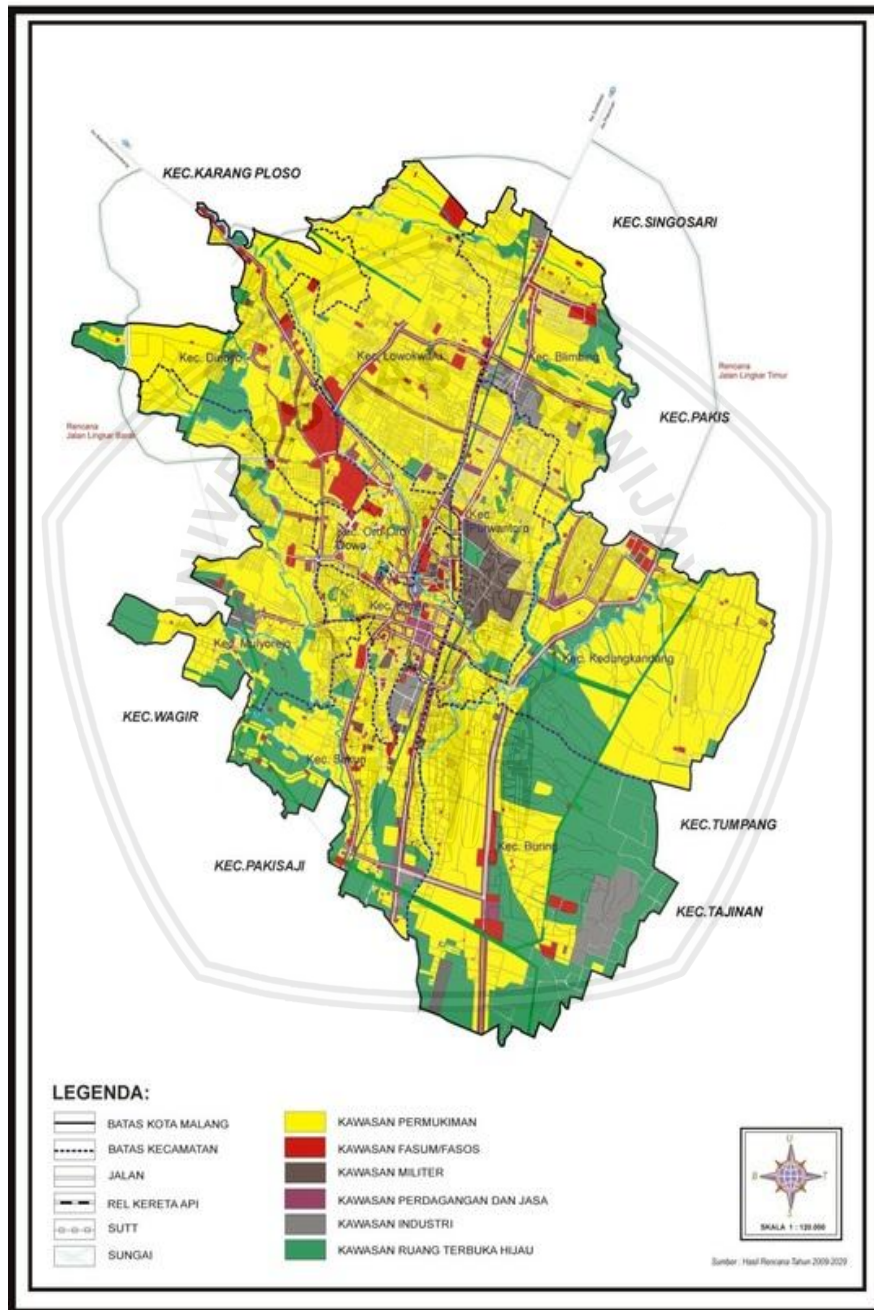 KEC.KARANG PLOSO
KEC.SINGOSARI
Kec. Dinoyo
Kec. Lowokwaru
Kec. Blimbing
Rencana
Jalan Lingkar Timur
KEC.PAKIS
Rencana
Jalan Lingkar Barat
Kec.
Purwantoro
Kec. Oro-Oro
Dowo
Kec. Mulyorejo
Kec. Kedungkandang
KEC.WAGIR
Kec. Sukun
KEC.TUMPANG
Kec. Buring
KEC.PAKISAJI
KEC.TAJINAN
LEGENDA:
BATAS KOTA MALANG
BATAS KECAMATAN
JALAN
REL KERETA API
SUTT
SUNGAI
KAWASAN PERMUKIMAN
KAWASAN FASUM/FASOS
KAWASAN MILITER
KAWASAN PERDAGANGAN DAN JASA
KAWASAN INDUSTRI
KAWASAN RUANG TERBUKA HIJAU
U
B
T
S
SKALA 1 : 120.000
Sumber : Hasil Rencana Tahun 2009-2029